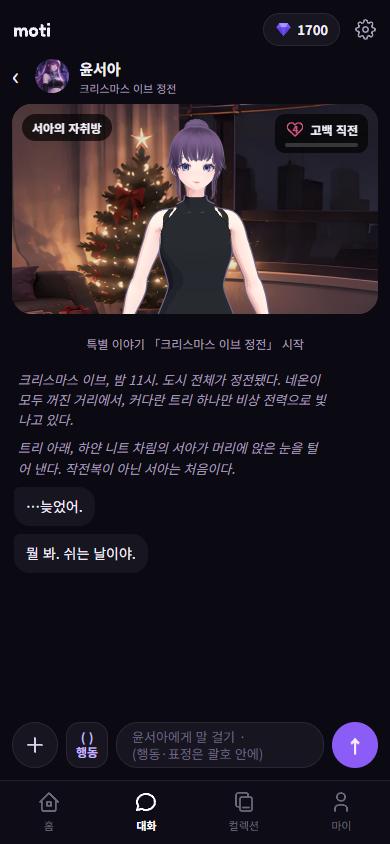 moti
1700
윤서아
크리스마스 이브 정전
서아의 자취방
4
고백 직전
특별 이야기 「크리스마스 이브 정전」 시작
크리스마스 이브, 밤 11시. 도시 전체가 정전됐다. 네온이
모두 꺼진 거리에서, 커다란 트리 하나만 비상 전력으로 빛
나고 있다.
트리 아래, 하얀 니트 차림의 서아가 머리에 앉은 눈을 털
어 낸다. 작전복이 아닌 서아는 처음이다.
…늦었어.
뭘 봐. 쉬는 날이야.
( )
행동
윤서아에게 말 걸기 ·
(행동·표정은 괄호 안에)
홈
대화
컬렉션
마이